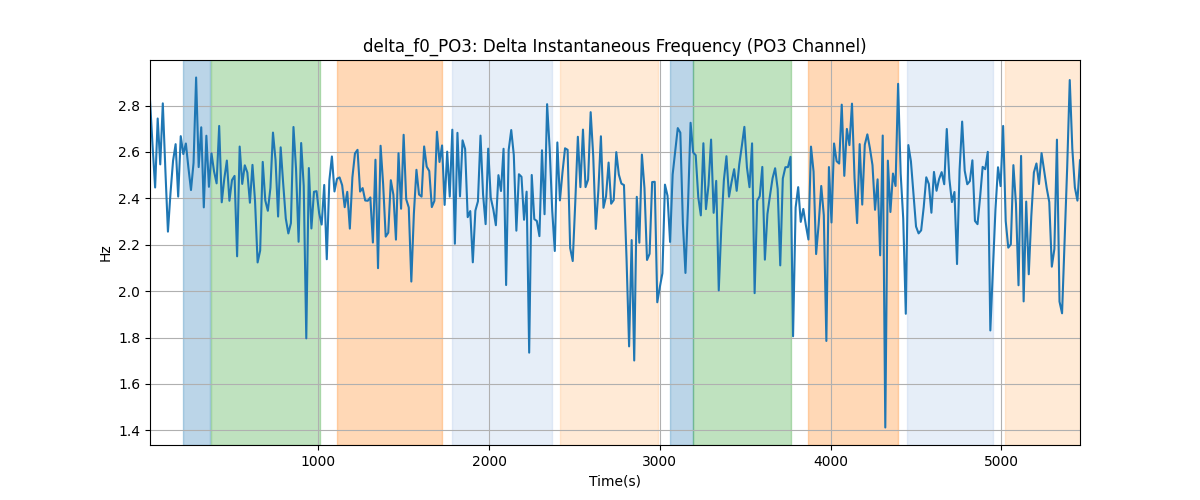 delta_f0_PO3: Delta Instantaneous Frequency (PO3 Channel)
Hz
2.8
2.6
2.4
2.2
2.0
1.8
1.6
1.4
1000 2000 3000 4000 5000
Time(s)